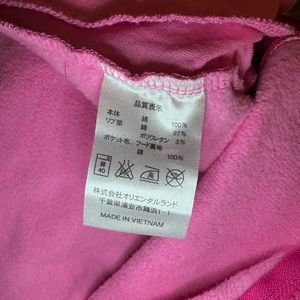 品質表示
本体 綿 100%
リブ部 綿 97%
ポリウレタン 3%
ポケット布、フード裏地
綿 100%
40 中
株式会社オリエンタルランド
千葉県浦安市舞浜1-1
MADE IN VIETNAM